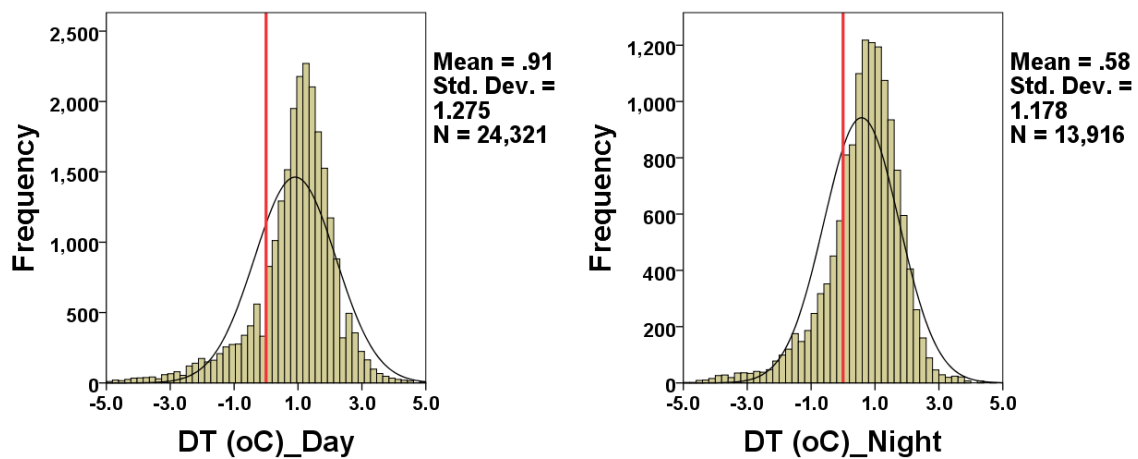 2,500
2,000
1,500
1,000
500
0
Frequency
-5.0 -3.0 -1.0 1.0 3.0 5.0
DT (oC)_Day
Mean = .91
Std. Dev. =
1.275
N = 24,321
1,200
1,000
800
600
400
200
0
Frequency
-5.0 -3.0 -1.0 1.0 3.0 5.0
DT (oC)_Night
Mean = .58
Std. Dev. =
1.178
N = 13,916